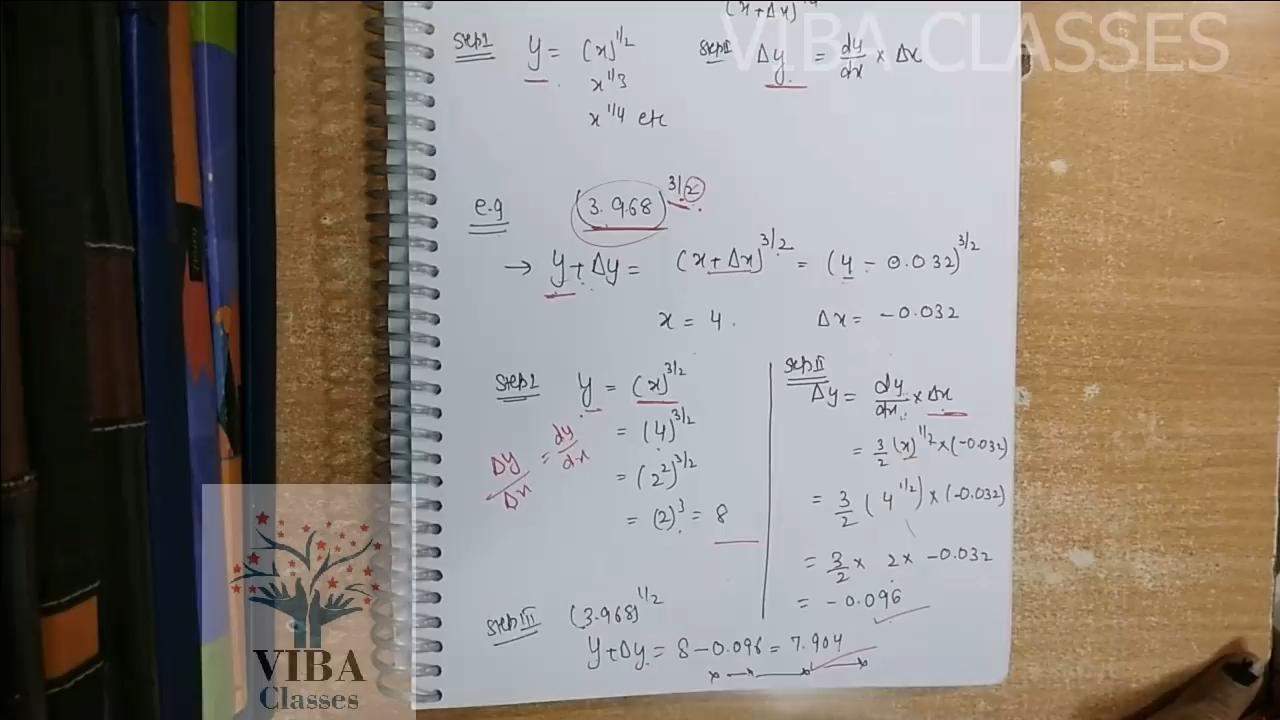 (x+Δx)
VIBA CLASSES
Step I y = (x)^1/2 Step II Δy = dy/dx × Δx
x^1/3
x^1/4 etc
e.g (3.968)^3/2
→ y+Δy = (x+Δx)^3/2 = (4 - 0.032)^3/2
x = 4. Δx = -0.032
Step I y = (x)^3/2
= (4)^3/2
Δy/Δx = dy/dx
= (2^2)^3/2
= (2)^3 = 8
Step II
Δy = dy/dx × Δx
= 3/2 (x)^1/2 × (-0.032)
= 3/2 (4^1/2) × (-0.032)
= 3/2 × 2 × -0.032
= -0.096
Step III (3.968)^1/2
y+Δy = 8 - 0.096 = 7.904
VIBA
Classes